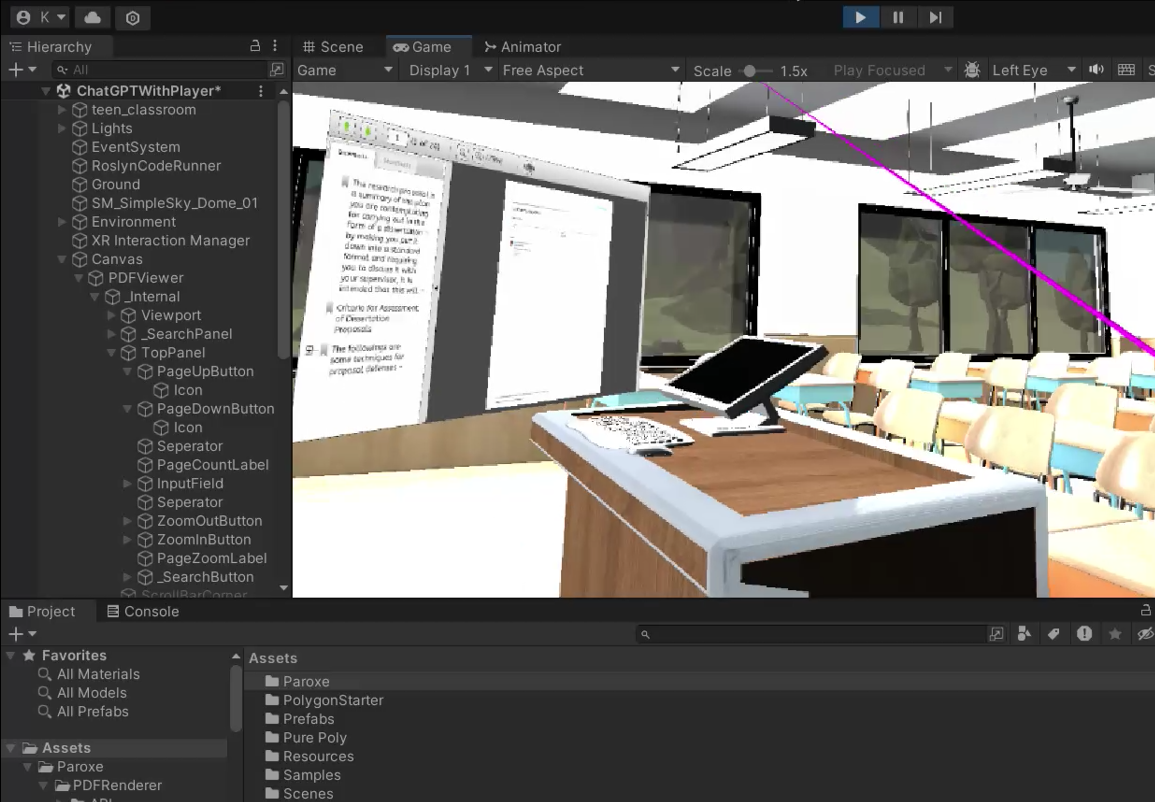 K
Hierarchy
All
ChatGPTWithPlayer*
teen_classroom
Lights
EventSystem
RoslynCodeRunner
Ground
SM_SimpleSky_Dome_01
Environment
XR Interaction Manager
Canvas
PDFViewer
_Internal
Viewport
_SearchPanel
TopPanel
PageUpButton
Icon
PageDownButton
Icon
Seperator
PageCountLabel
InputField
Seperator
ZoomOutButton
ZoomInButton
PageZoomLabel
_SearchButton
ScrollBarCorner
Scene
Game
Animator
Game
Display 1
Free Aspect
Scale
1.5x
Play Focused
Left Eye
S
The research proposal is
a summary of the plan
you are contemplating
for carrying out in the
form of a dissertation -
by making you put it
down into a standard
format, and requiring
you to discuss it with
your supervisor, it is
intended that this will -
Criteria for Assessment
of Dissertation
Proposals
The followings are
some techniques for
proposal defenses -
Project
Console
Favorites
All Materials
All Models
All Prefabs
Assets
Paroxe
PDFRenderer
API
Assets
Paroxe
PolygonStarter
Prefabs
Pure Poly
Resources
Samples
Scenes